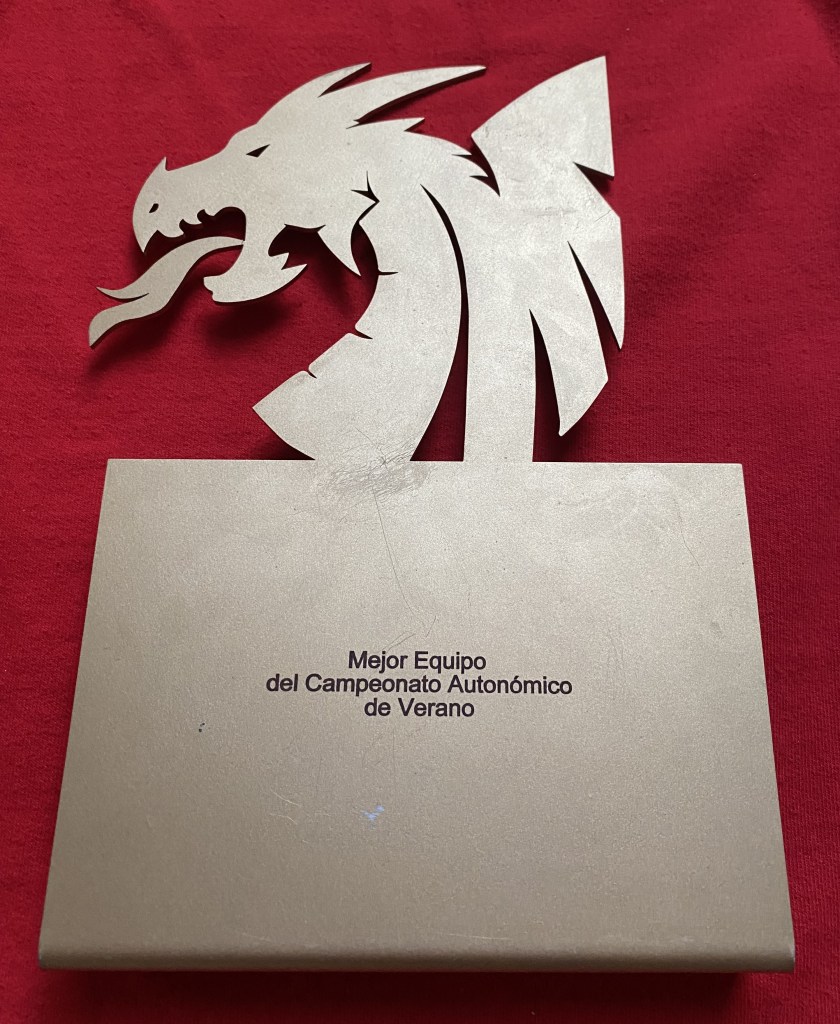 Mejor Equipo
del Campeonato Autonómico
de Verano